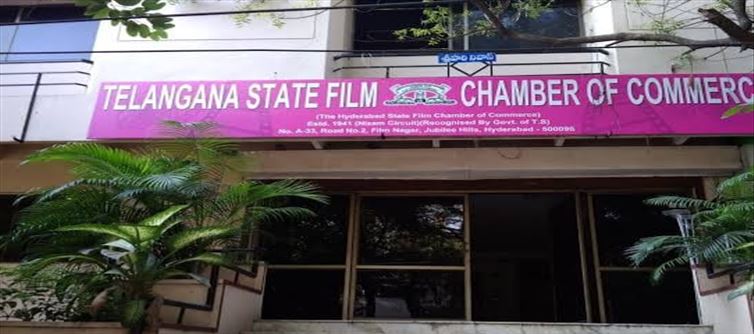 శ్రీహరి నివాస్
TELANGANA STATE FILM CHAMBER OF COMMERC
(The Hyderabad State Film Chamber of Commerce)
Estd. 1941 (Nizam Circuit)(Recognised By Govt. of T.S)
No. A-33, Road No.2, Film Nagar, Jubilee Hills, Hyderabad - 500096